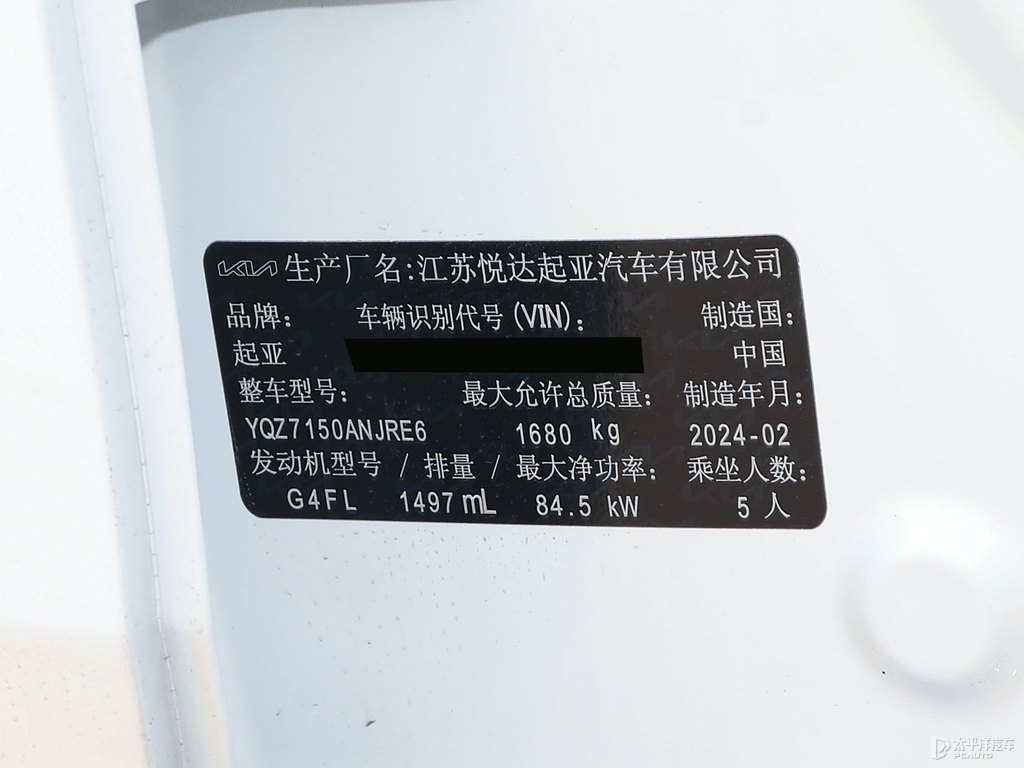 KIA 生产厂名:江苏悦达起亚汽车有限公司
品牌: 车辆识别代号(VIN): 制造国:
起亚 中国
整车型号: 最大允许总质量: 制造年月:
YQZ7150ANJRE6 1680 kg 2024-02
发动机型号 / 排量 / 最大净功率: 乘坐人数:
G4FL 1497 mL 84.5 kW 5 人
太平洋汽车
PCAUTO